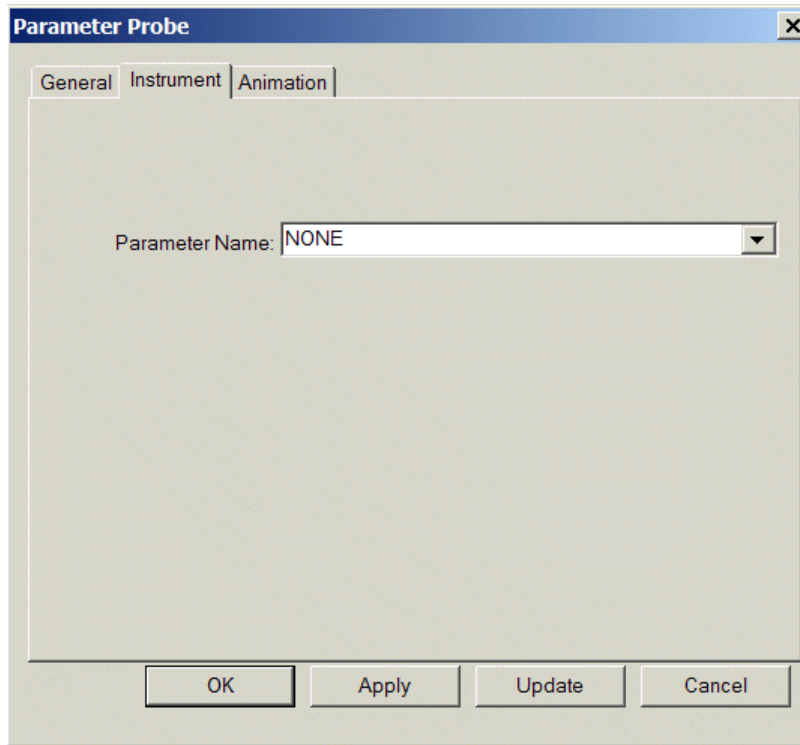 Parameter Probe
General Instrument Animation
Parameter Name: NONE
OK Apply Update Cancel